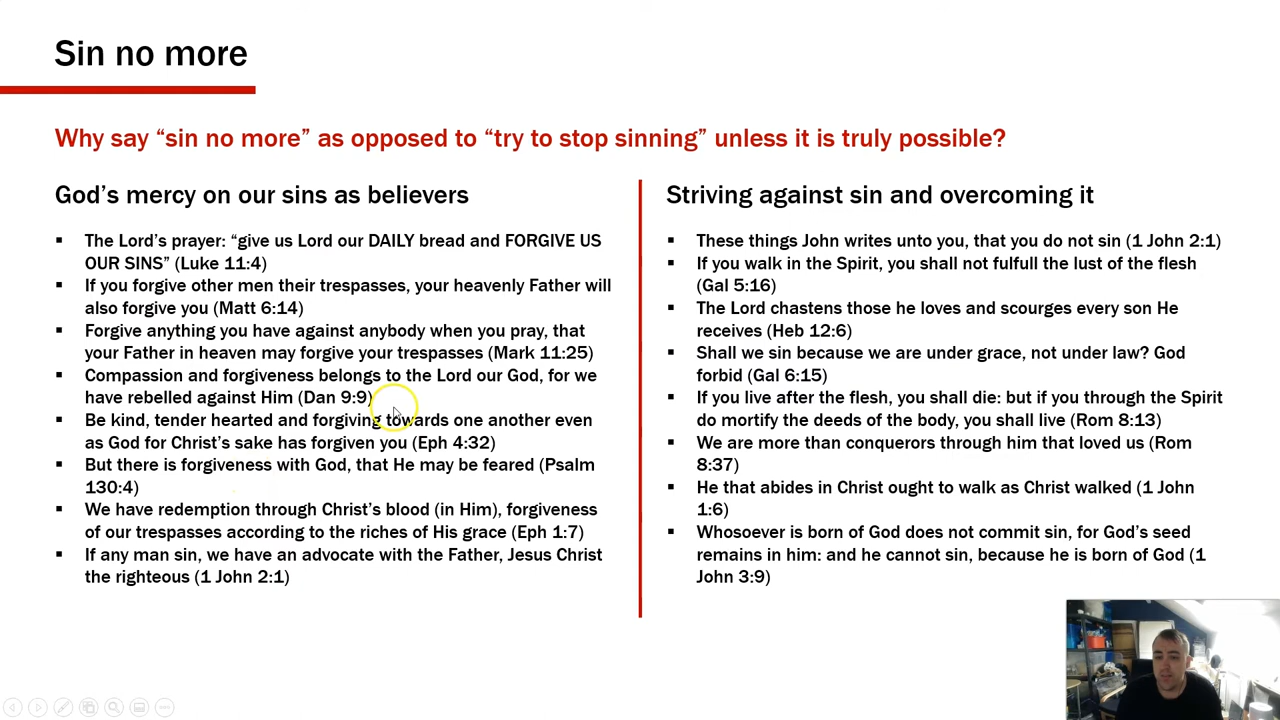 Sin no more
Why say “sin no more” as opposed to “try to stop sinning” unless it is truly possible?
God’s mercy on our sins as believers
▪ The Lord’s prayer: “give us Lord our DAILY bread and FORGIVE US
OUR SINS” (Luke 11:4)
▪ If you forgive other men their trespasses, your heavenly Father will
also forgive you (Matt 6:14)
▪ Forgive anything you have against anybody when you pray, that
your Father in heaven may forgive your trespasses (Mark 11:25)
▪ Compassion and forgiveness belongs to the Lord our God, for we
have rebelled against Him (Dan 9:9)
▪ Be kind, tender hearted and forgiving towards one another even
as God for Christ’s sake has forgiven you (Eph 4:32)
▪ But there is forgiveness with God, that He may be feared (Psalm
130:4)
▪ We have redemption through Christ’s blood (in Him), forgiveness
of our trespasses according to the riches of His grace (Eph 1:7)
▪ If any man sin, we have an advocate with the Father, Jesus Christ
the righteous (1 John 2:1)
Striving against sin and overcoming it
▪ These things John writes unto you, that you do not sin (1 John 2:1)
▪ If you walk in the Spirit, you shall not fulfull the lust of the flesh
(Gal 5:16)
▪ The Lord chastens those he loves and scourges every son He
receives (Heb 12:6)
▪ Shall we sin because we are under grace, not under law? God
forbid (Gal 6:15)
▪ If you live after the flesh, you shall die: but if you through the Spirit
do mortify the deeds of the body, you shall live (Rom 8:13)
▪ We are more than conquerors through him that loved us (Rom
8:37)
▪ He that abides in Christ ought to walk as Christ walked (1 John
1:6)
▪ Whosoever is born of God does not commit sin, for God’s seed
remains in him: and he cannot sin, because he is born of God (1
John 3:9)